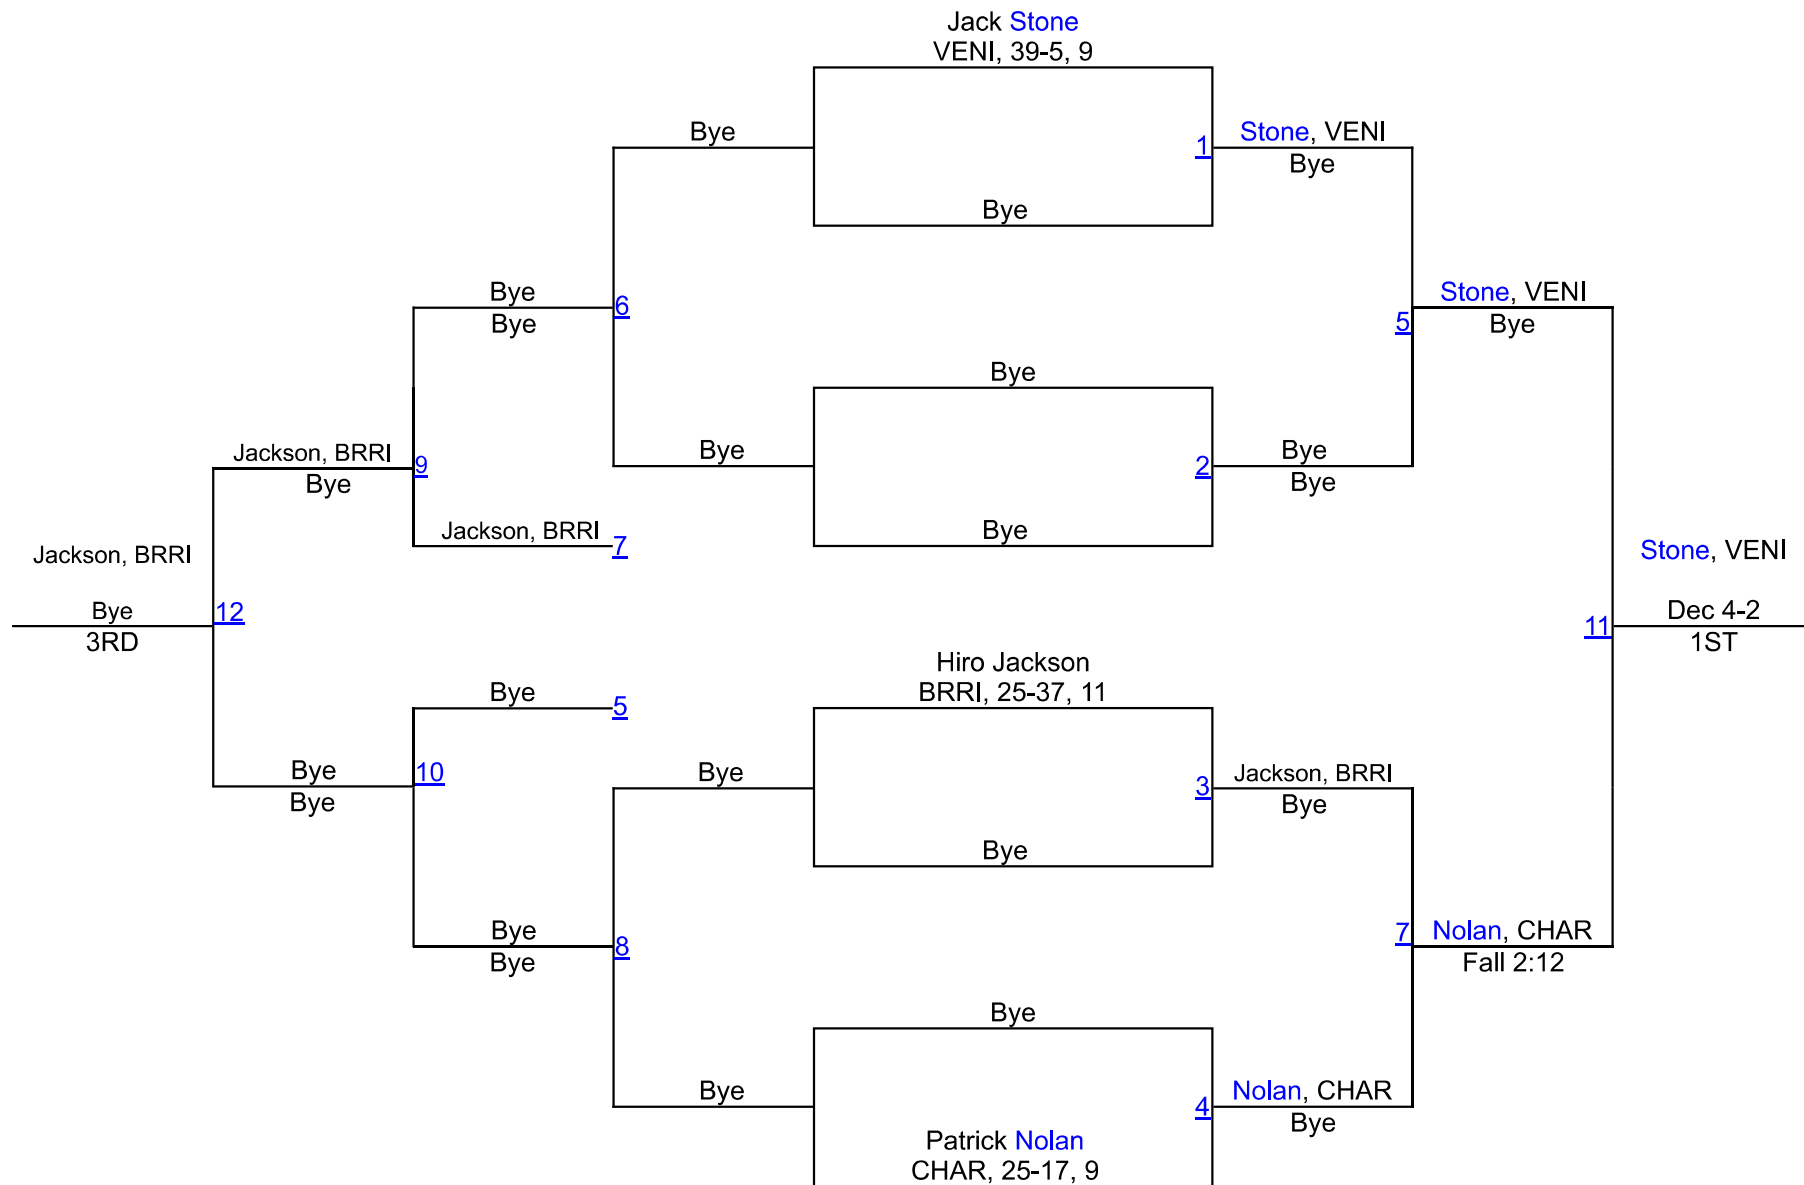 Jack Stone
VENI, 39-5, 9
Bye
1
Stone, VENI
Bye
Bye
Bye
Bye
6
Stone, VENI
5
Bye
Bye
Bye
2
Bye
Bye
Jackson, BRRI
9
Bye
Bye
Jackson, BRRI
7
Jackson, BRRI
Stone, VENI
Bye
12
3RD
Dec 4-2
11
1ST
Hiro Jackson
BRRI, 25-37, 11
Bye
5
Bye
10
Bye
Bye
3
Jackson, BRRI
Bye
Bye
Bye
8
Bye
7
Nolan, CHAR
Fall 2:12
Bye
Bye
4
Nolan, CHAR
Bye
Patrick Nolan
CHAR, 25-17, 9